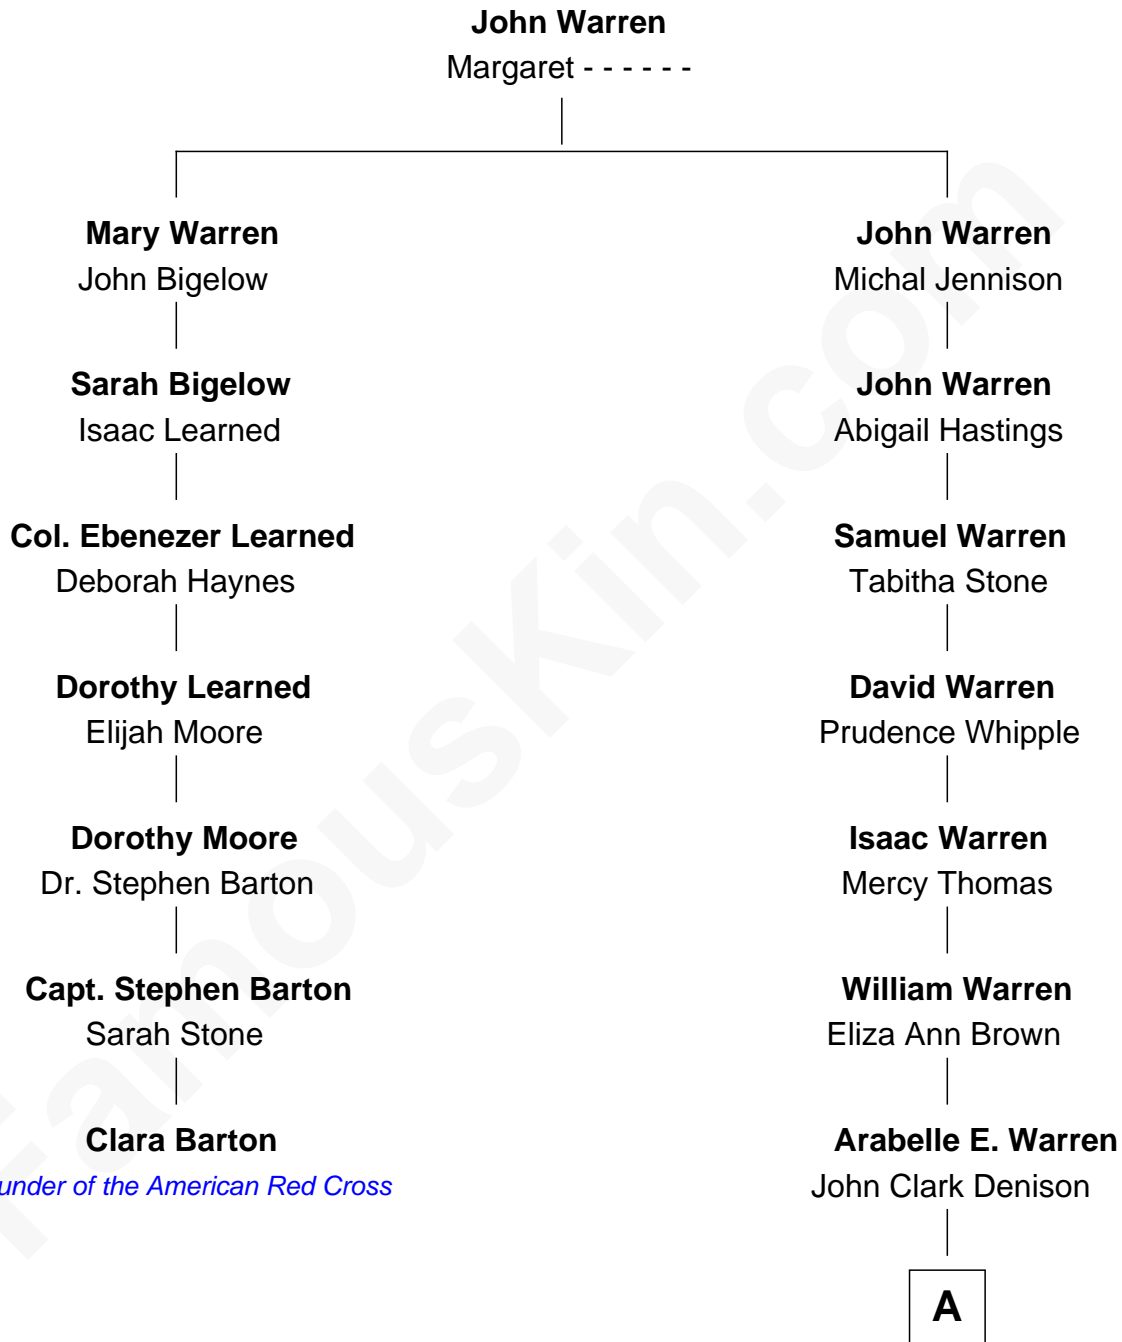 John Warren
Margaret - - - - - -
Mary Warren
John Bigelow
John Warren
Michal Jennison
Sarah Bigelow
Isaac Learned
John Warren
Abigail Hastings
Col. Ebenezer Learned
Deborah Haynes
Samuel Warren
Tabitha Stone
Dorothy Learned
Elijah Moore
David Warren
Prudence Whipple
Dorothy Moore
Dr. Stephen Barton
Isaac Warren
Mercy Thomas
Capt. Stephen Barton
Sarah Stone
William Warren
Eliza Ann Brown
Clara Barton
under of the American Red Cross
Arabelle E. Warren
John Clark Denison
A
FamousKin.com